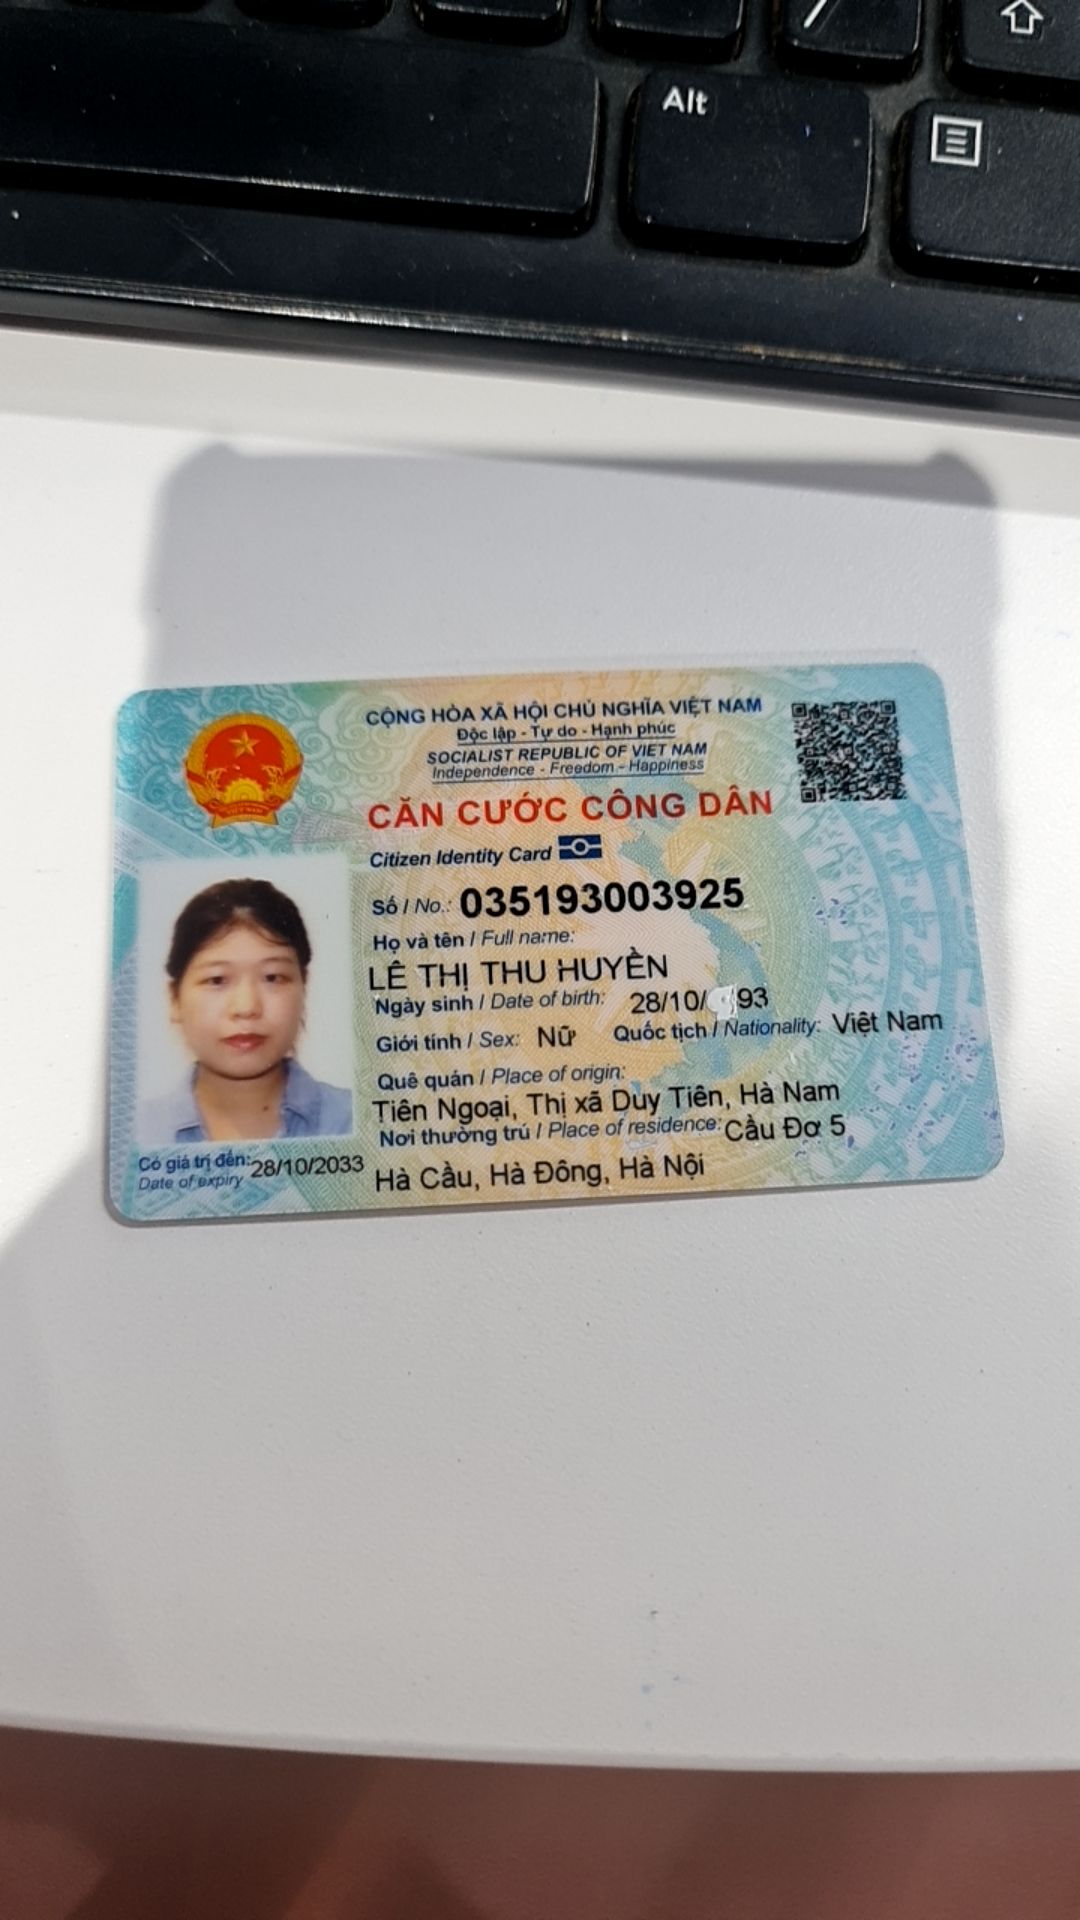 Alt
CỘNG HÒA XÃ HỘI CHỦ NGHĨA VIỆT NAM
Độc lập - Tự do - Hạnh phúc
SOCIALIST REPUBLIC OF VIET NAM
Independence - Freedom - Happiness
CĂN CƯỚC CÔNG DÂN
Citizen Identity Card
Số / No.: 035193003925
Họ và tên / Full name:
LÊ THỊ THU HUYỀN
Ngày sinh / Date of birth: 28/10/ 93
Giới tính / Sex: Nữ Quốc tịch / Nationality: Việt Nam
Quê quán / Place of origin:
Tiên Ngoại, Thị xã Duy Tiên, Hà Nam
Nơi thường trú / Place of residence: Cầu Đơ 5
Hà Cầu, Hà Đông, Hà Nội
Có giá trị đến: 28/10/2033
Date of expiry